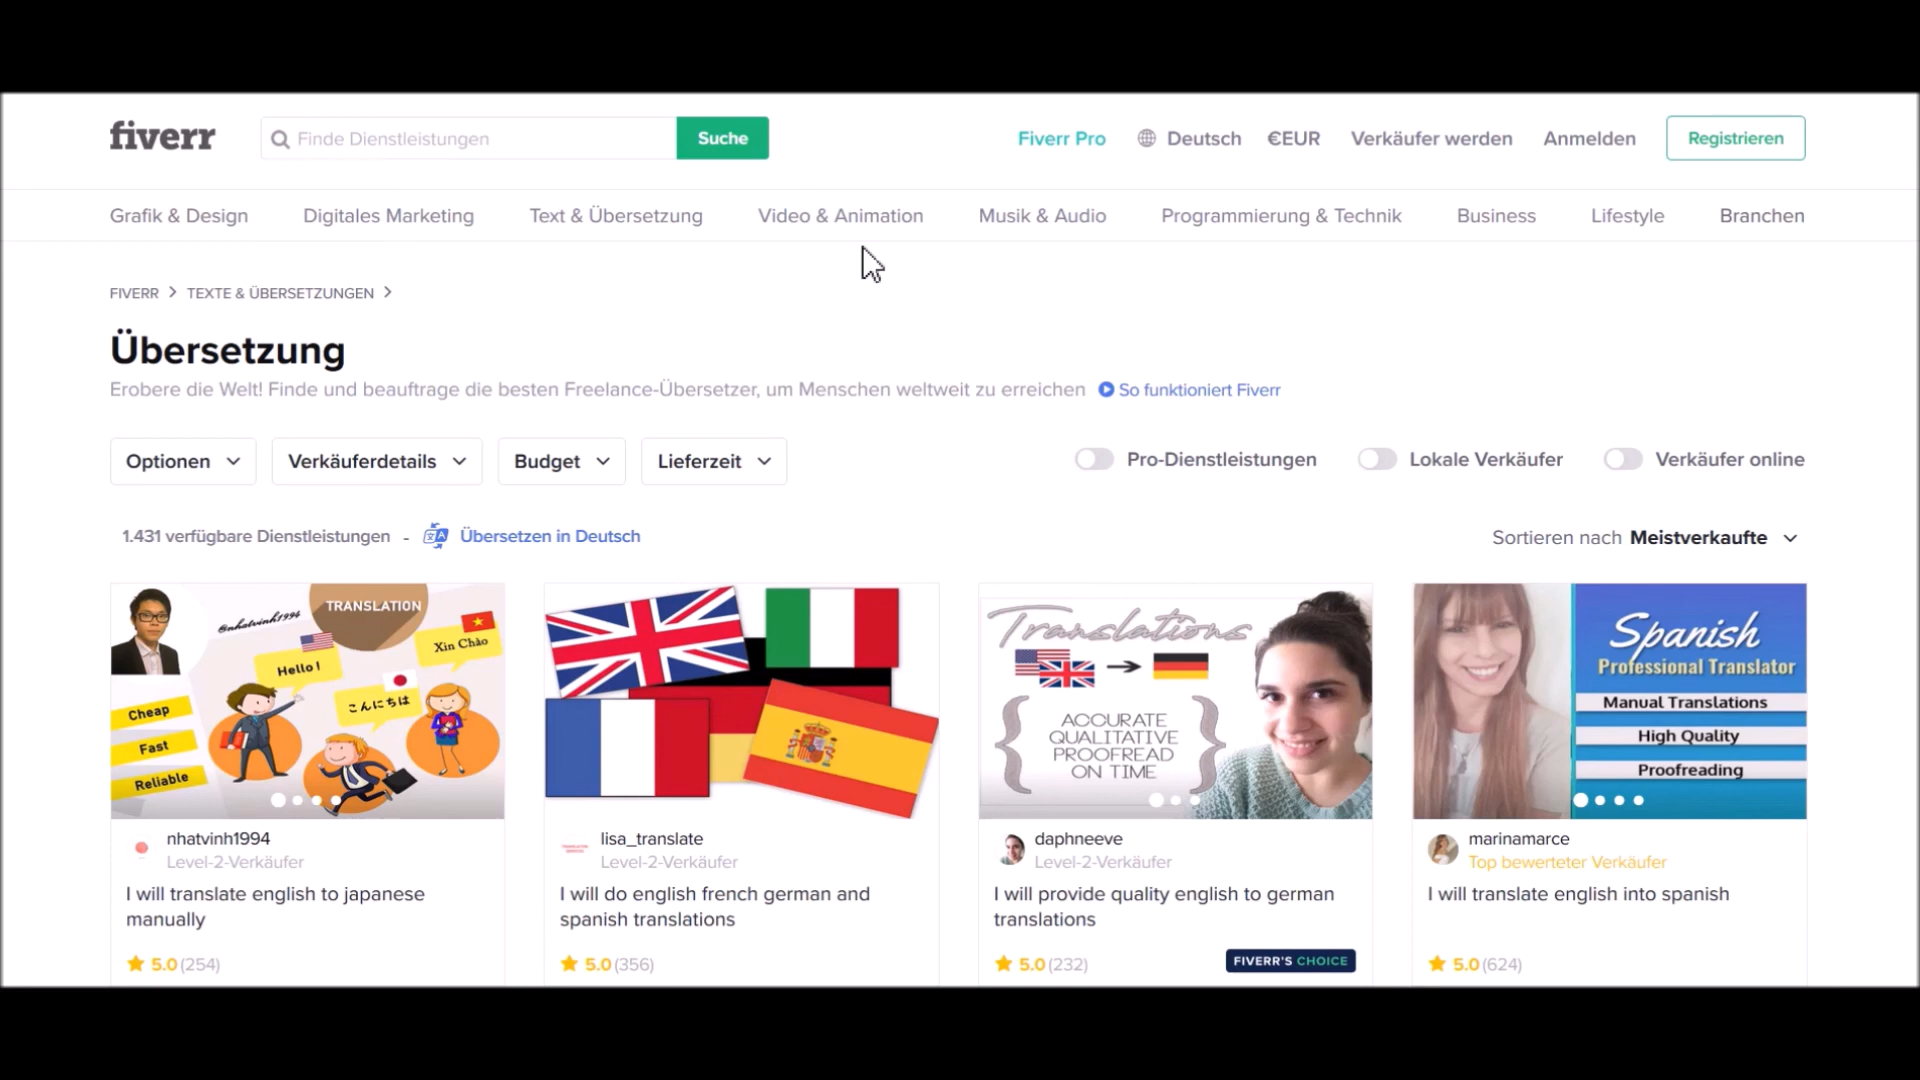 fiverr
Finde Dienstleistungen
Suche
Fiverr Pro
Deutsch
€EUR
Verkäufer werden
Anmelden
Registrieren
Grafik & Design
Digitales Marketing
Text & Übersetzung
Video & Animation
Musik & Audio
Programmierung & Technik
Business
Lifestyle
Branchen
FIVERR > TEXTE & ÜBERSETZUNGEN >
Übersetzung
Erobere die Welt! Finde und beauftrage die besten Freelance-Übersetzer, um Menschen weltweit zu erreichen
So funktioniert Fiverr
Optionen
Verkäuferdetails
Budget
Lieferzeit
Pro-Dienstleistungen
Lokale Verkäufer
Verkäufer online
1.431 verfügbare Dienstleistungen -
Übersetzen in Deutsch
Sortieren nach Meistverkaufte
@nhatvinh1994
TRANSLATION
Hello !
Xin Chào
こんにちは
Cheap
Fast
Reliable
nhatvinh1994
Level-2-Verkäufer
I will translate english to japanese
manually
5.0 (254)
lisa_translate
Level-2-Verkäufer
I will do english french german and
spanish translations
5.0 (356)
Translations
ACCURATE
QUALITATIVE
PROOFREAD
ON TIME
daphneeve
Level-2-Verkäufer
I will provide quality english to german
translations
5.0 (232)
FIVERR'S CHOICE
Spanish
Professional Translator
Manual Translations
High Quality
Proofreading
marinamarce
Top bewerteter Verkäufer
I will translate english into spanish
5.0 (624)